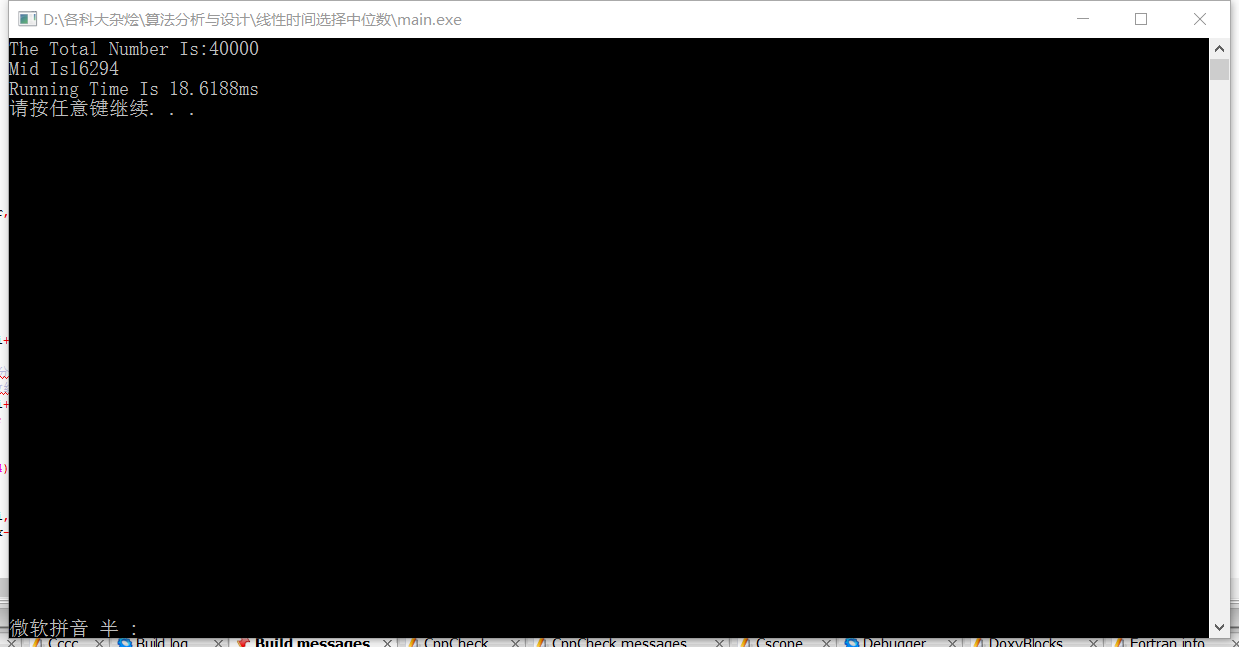 D:\各科大杂烩\算法分析与设计\线性时间选择中位数\main.exe
The Total Number Is:40000
Mid Is16294
Running Time Is 18.6188ms
请按任意键继续. . .
微软拼音 半 :
Cccc Build log Build messages CppCheck CppCheck messages Cscope Debugger DoxyBlocks Fortran info